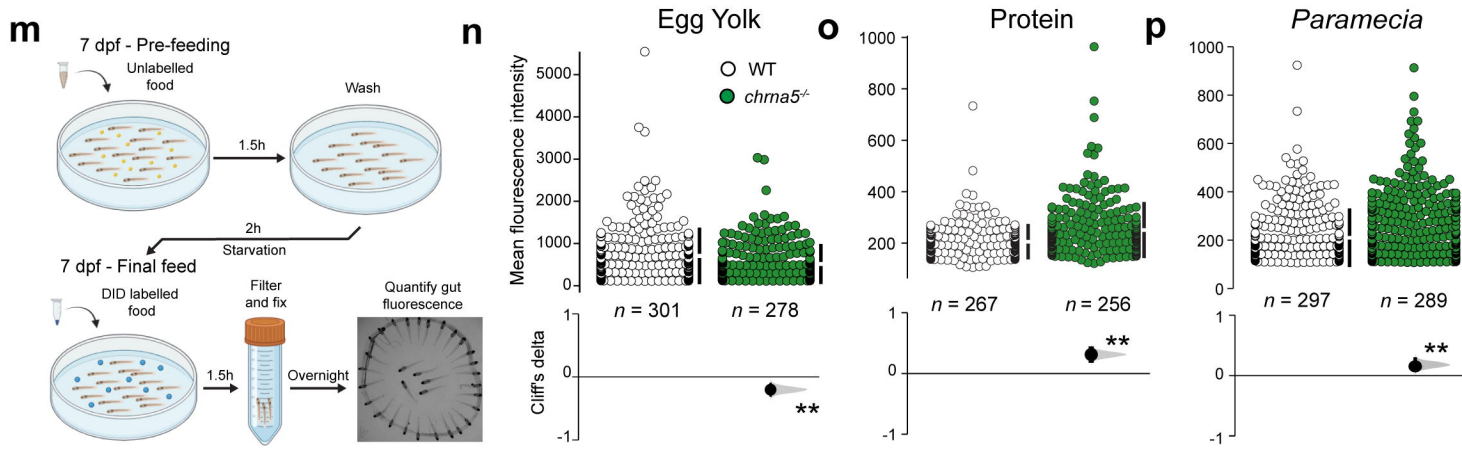 m
7 dpf - Pre-feeding
Unlabelled
food
1.5h
Wash
2h
Starvation
7 dpf - Final feed
DID labelled
food
1.5h
Filter
and fix
Overnight
Quantify gut
fluorescence
n
Egg Yolk
Mean flourescence intensity
5000
4000
3000
2000
1000
0
WT
chrna5-/-
n = 301
n = 278
Cliff's delta
1
0
-1
**
o
Protein
1000
800
600
400
200
n = 267
n = 256
1
0
-1
**
p
Paramecia
1000
800
600
400
200
0
n = 297
n = 289
1
0
-1
**